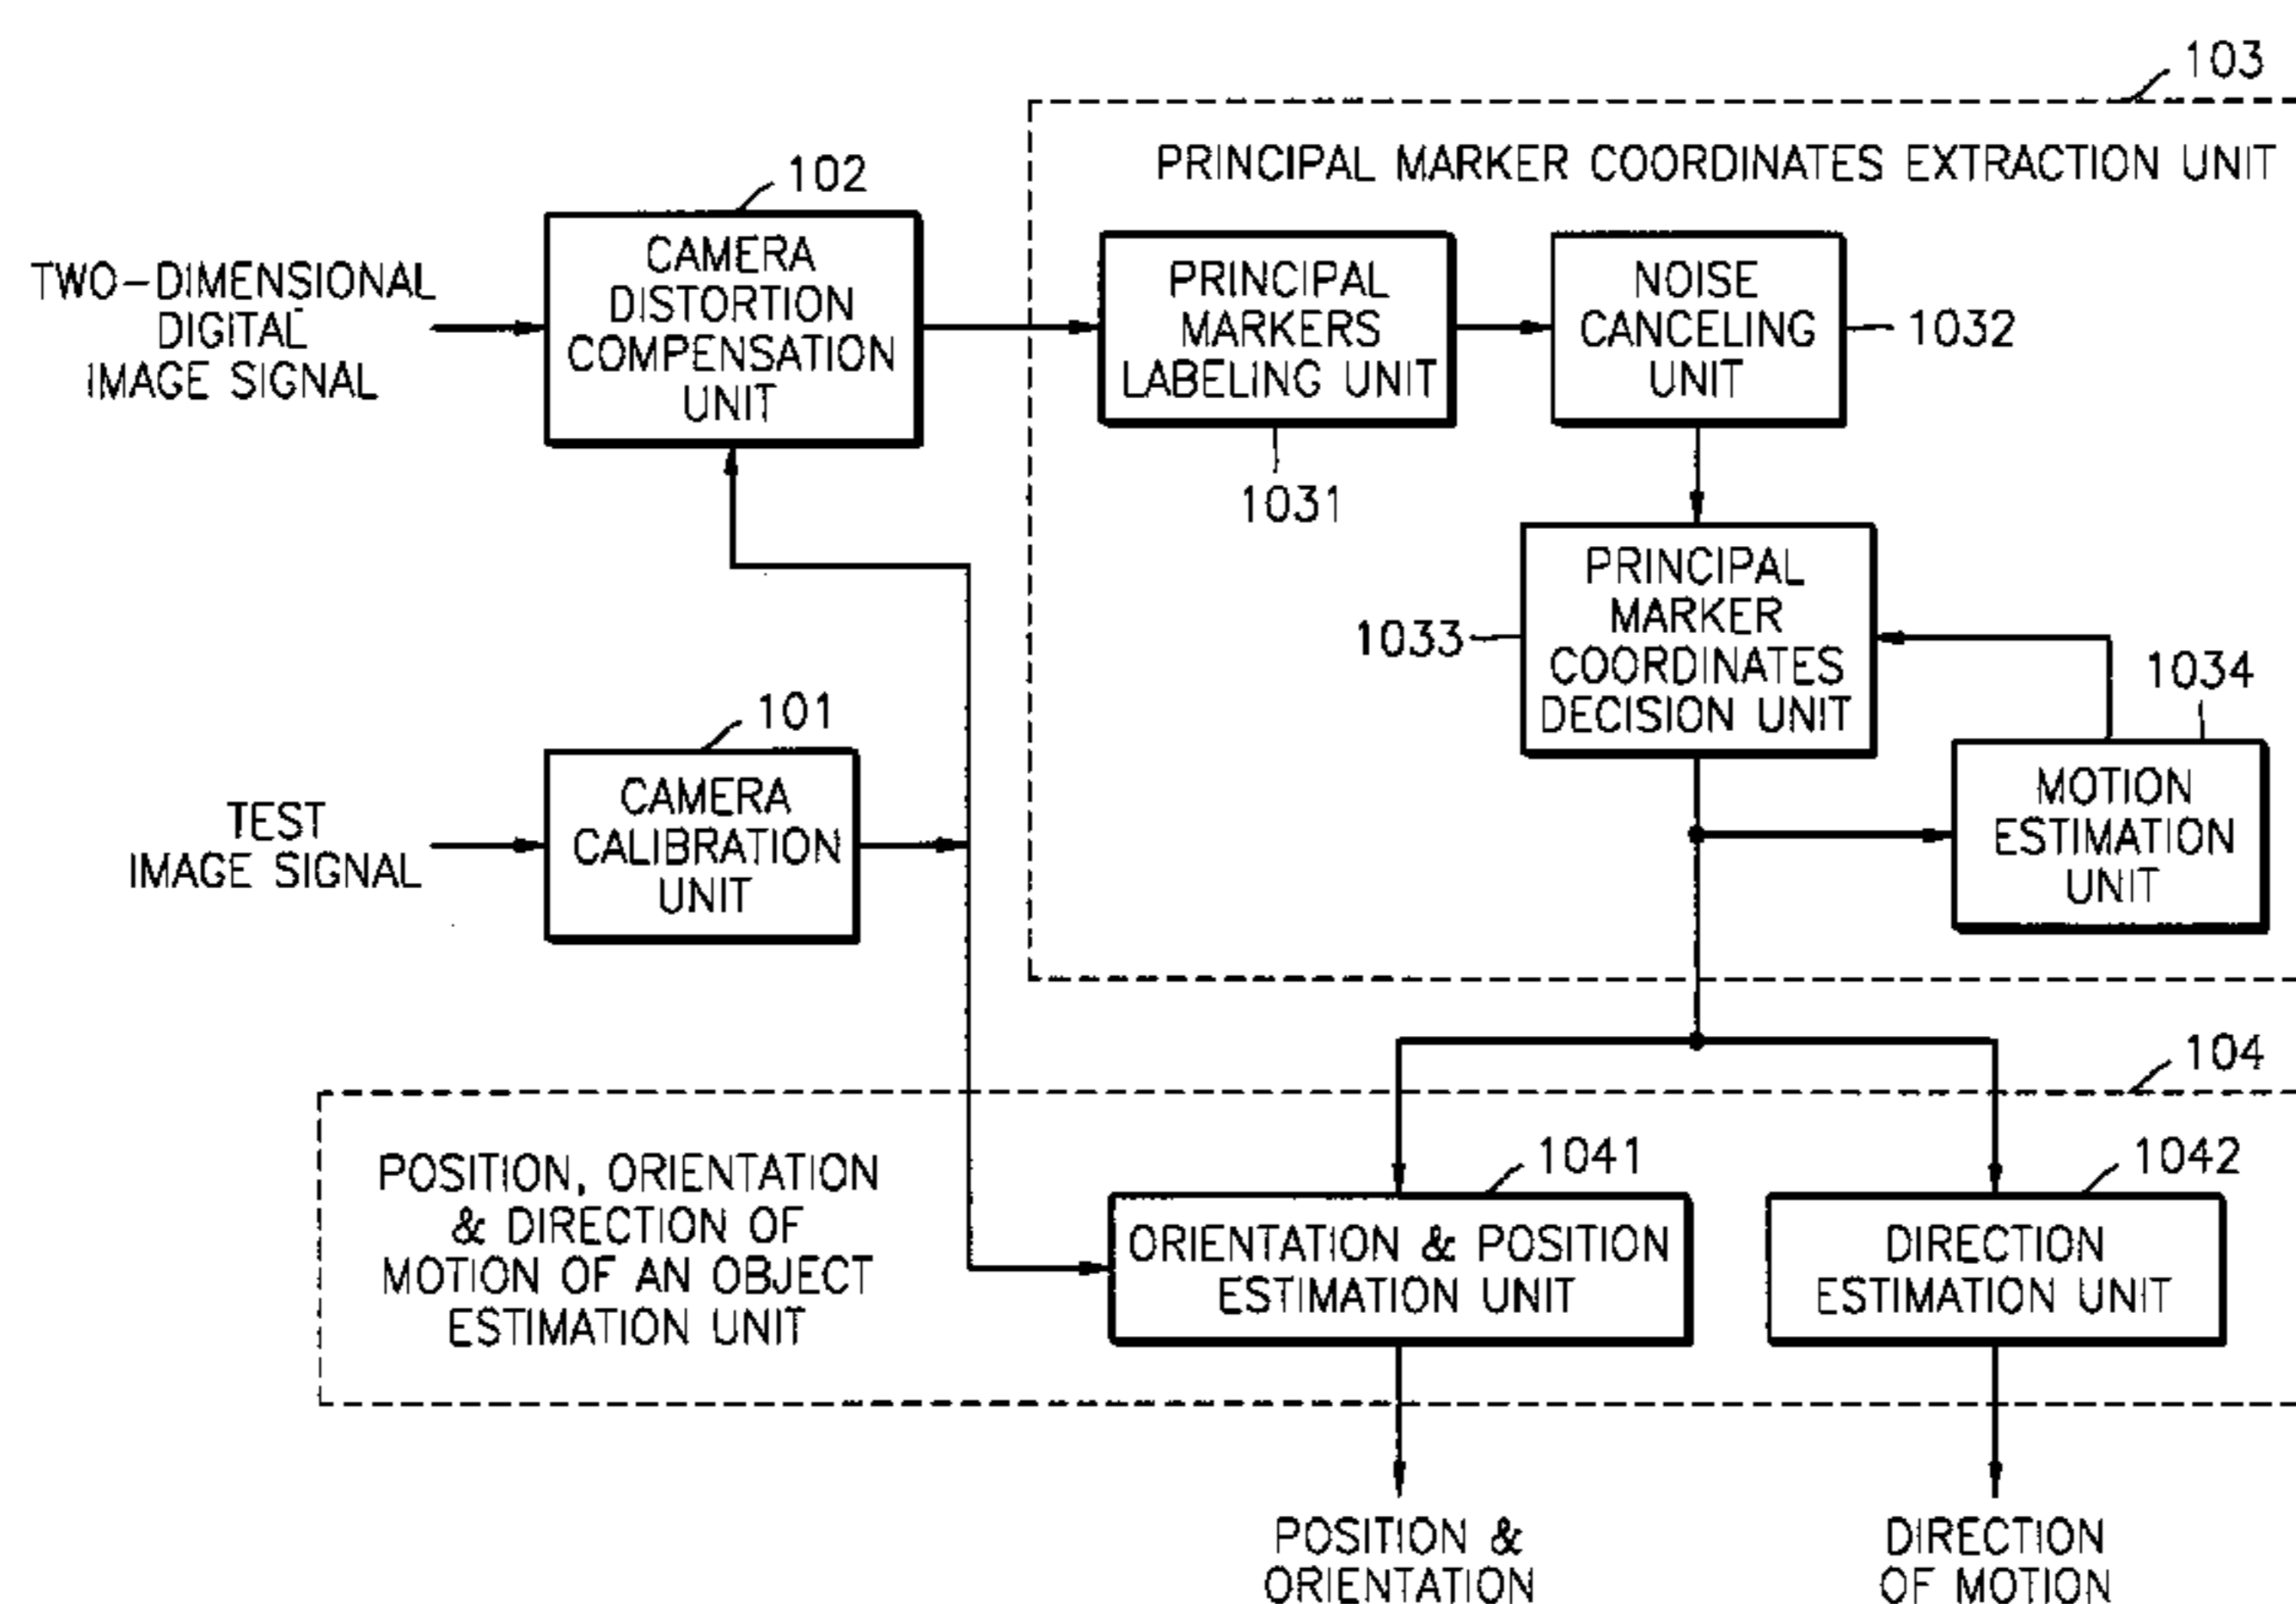 103
PRINCIPAL MARKER COORDINATES EXTRACTION UNIT
102
TWO-DIMENSIONAL
DIGITAL
IMAGE SIGNAL
CAMERA
DISTORTION
COMPENSATION
UNIT
PRINCIPAL
MARKERS
LABELING UNIT
1031
NOISE
CANCELING
UNIT
1032
PRINCIPAL
MARKER
COORDINATES
DECISION UNIT
1033
1034
MOTION
ESTIMATION
UNIT
101
TEST
IMAGE SIGNAL
CAMERA
CALIBRATION
UNIT
104
POSITION, ORIENTATION
& DIRECTION OF
MOTION OF AN OBJECT
ESTIMATION UNIT
1041
ORIENTATION & POSITION
ESTIMATION UNIT
1042
DIRECTION
ESTIMATION UNIT
POSITION &
ORIENTATION
DIRECTION
OF MOTION